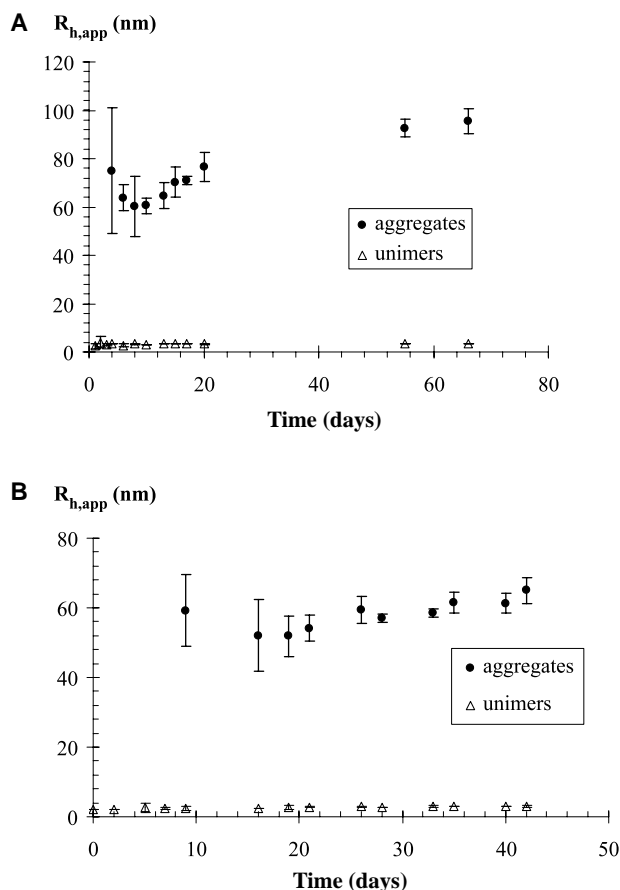 A
R_h,app (nm)
120
100
80
60
40
20
0
aggregates
unimers
0 20 40 60 80
Time (days)
B
R_h,app (nm)
80
60
40
20
0
aggregates
unimers
0 10 20 30 40 50
Time (days)